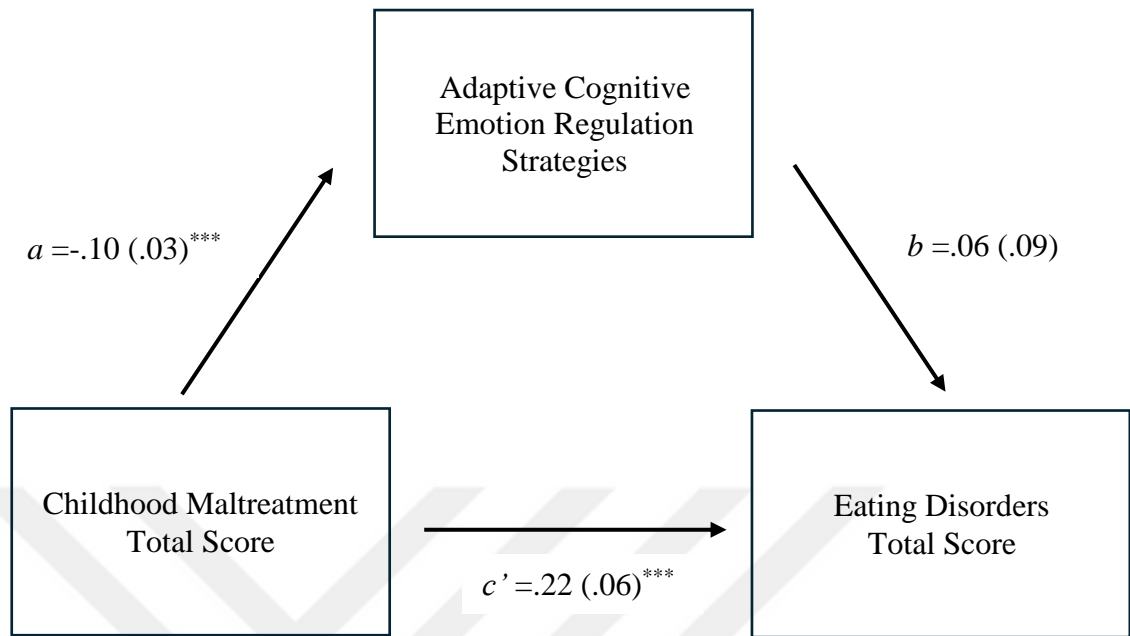 Adaptive Cognitive
Emotion Regulation
Strategies
a =-.10 (.03)***
b =.06 (.09)
Childhood Maltreatment
Total Score
Eating Disorders
Total Score
c’ =.22 (.06)***